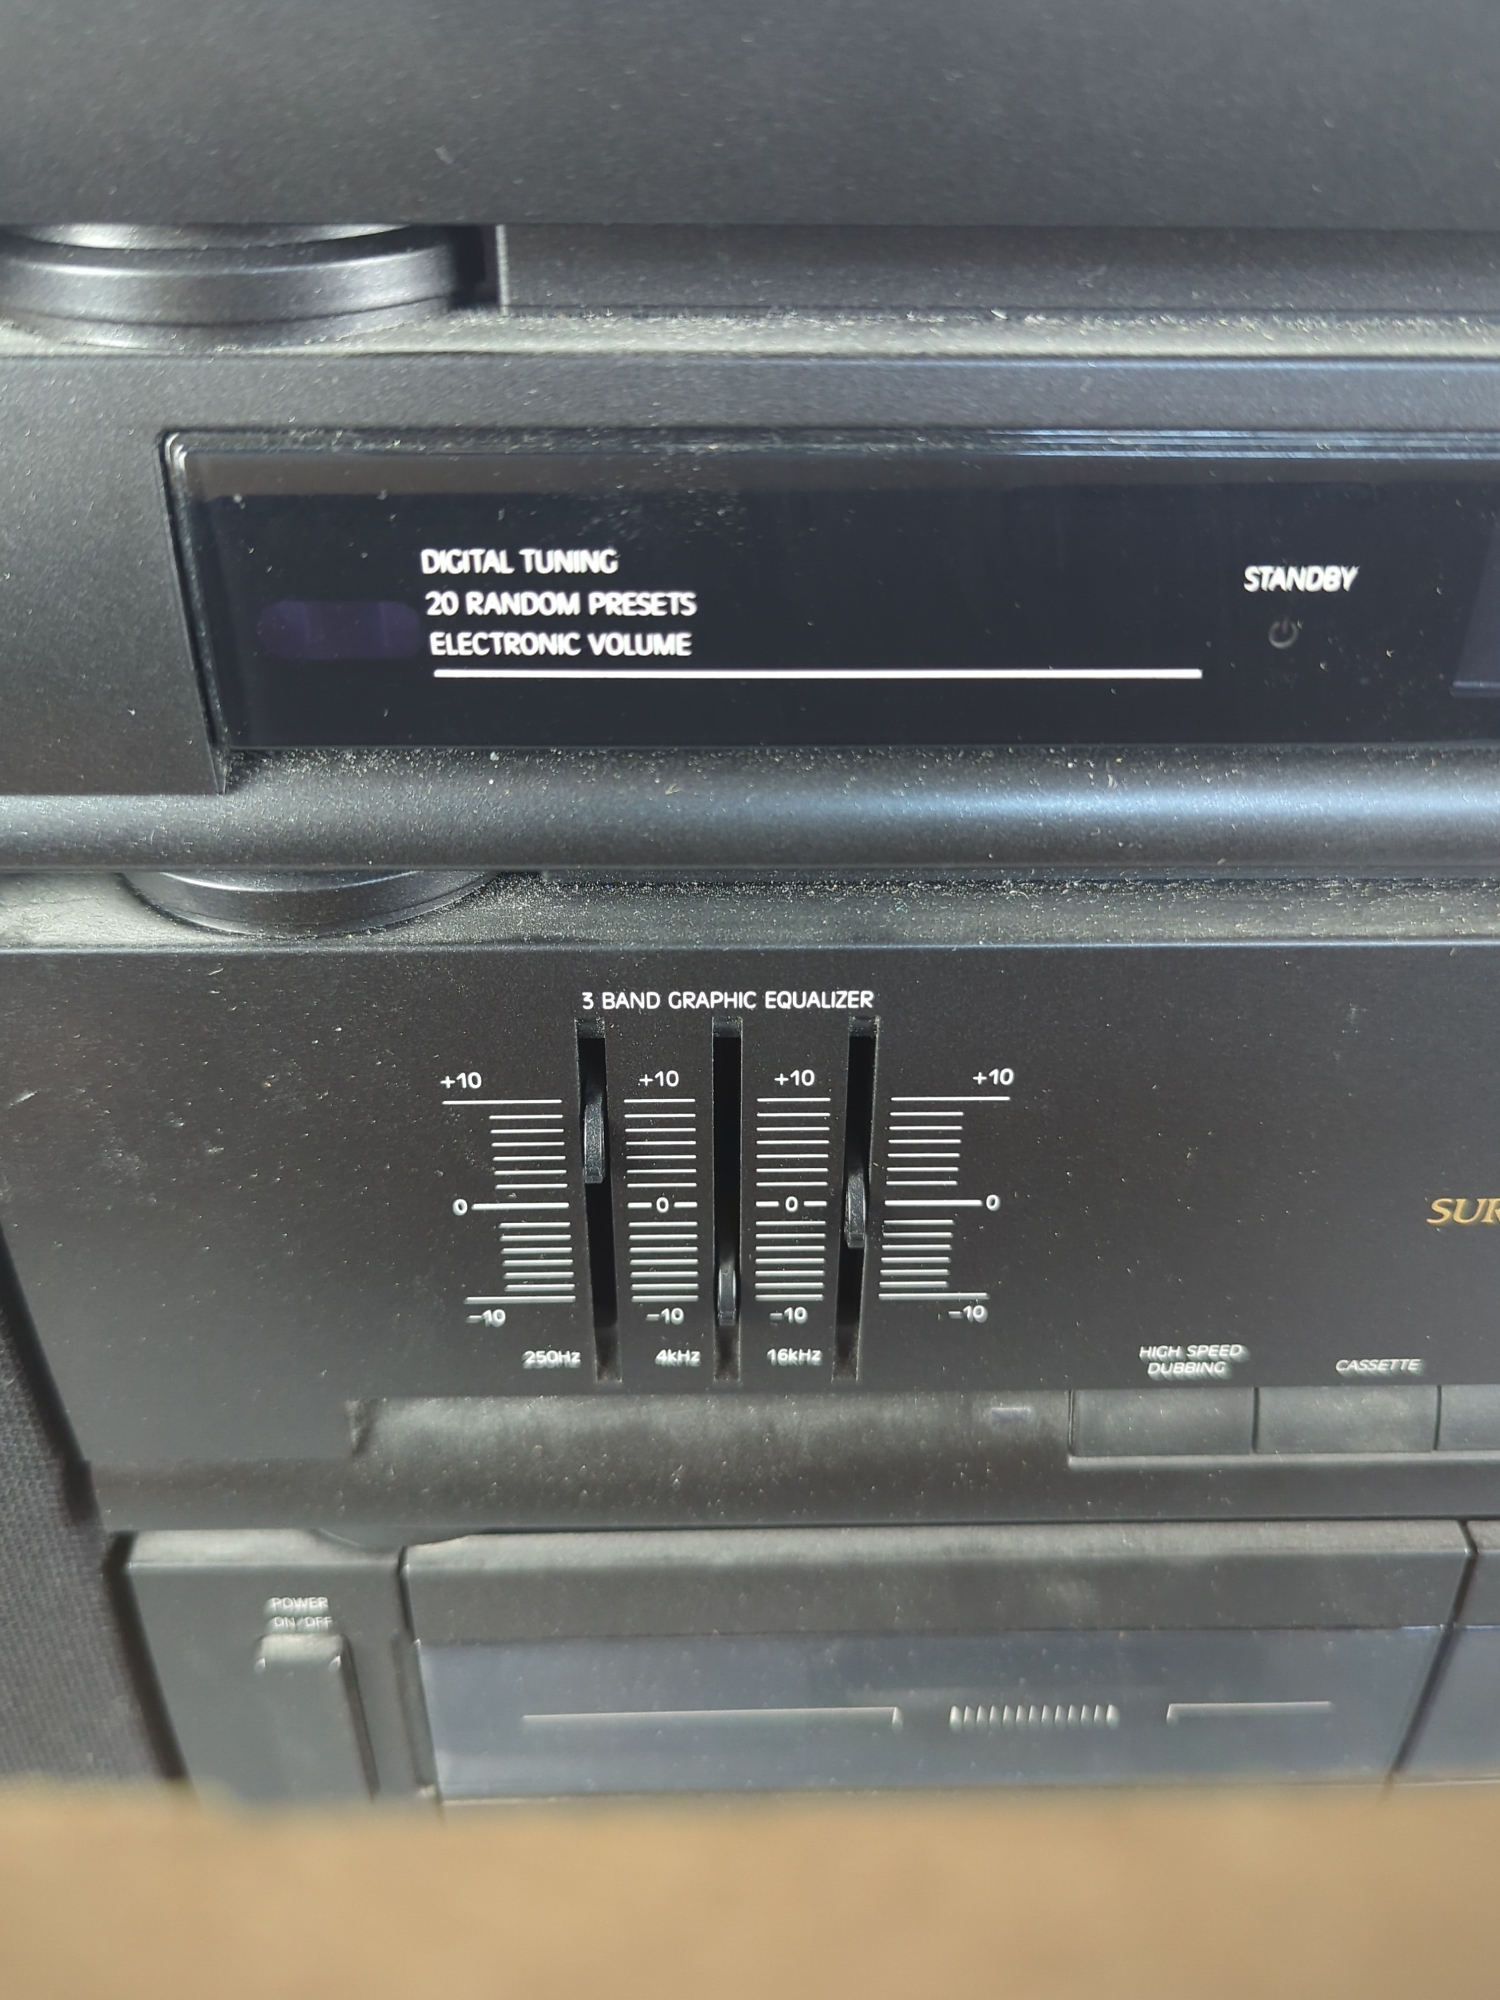 DIGITAL TUNING
20 RANDOM PRESETS
ELECTRONIC VOLUME
STANDBY
3 BAND GRAPHIC EQUALIZER
+10 +10 +10 +10
0 0 0 0
-10 -10 -10 -10
250Hz 4kHz 16kHz
SUR
HIGH SPEED
DUBBING
CASSETTE
POWER
ON/OFF